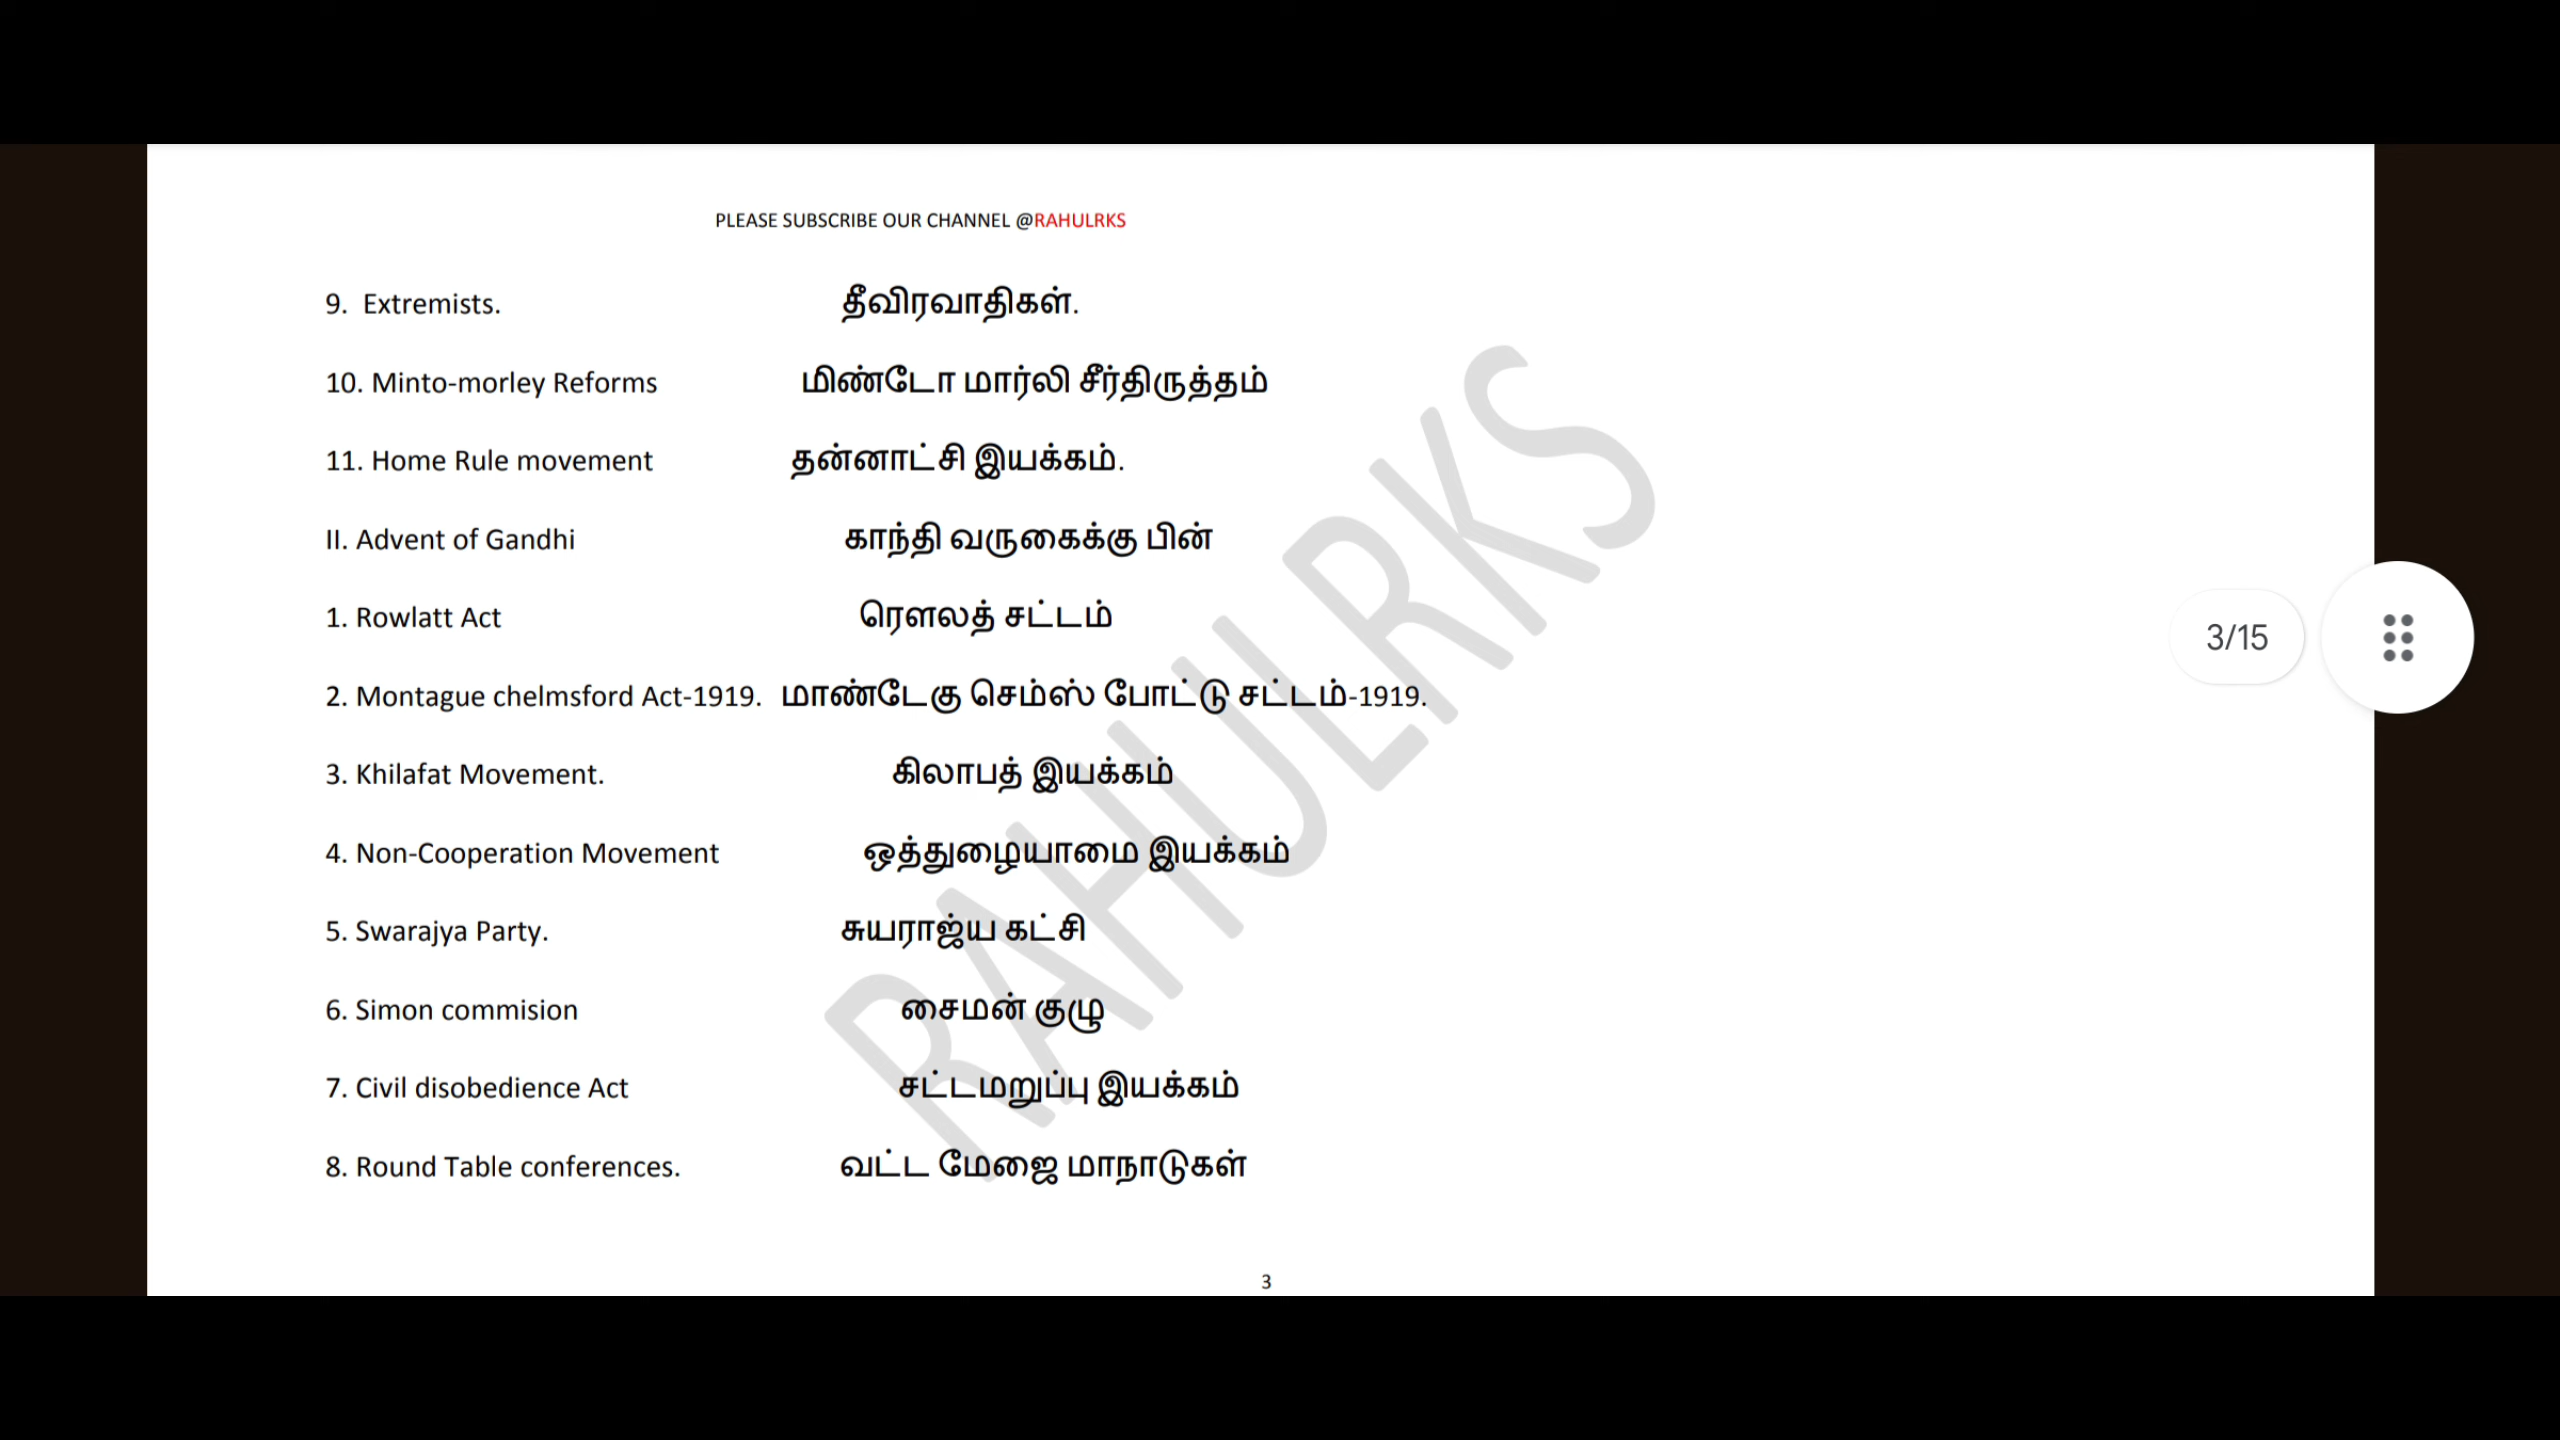 PLEASE SUBSCRIBE OUR CHANNEL @RAHULRKS
9. Extremists. தீவிரவாதிகள்.
10. Minto-morley Reforms மிண்டோ மார்லி சீர்திருத்தம்
11. Home Rule movement தன்னாட்சி இயக்கம்.
II. Advent of Gandhi காந்தி வருகைக்கு பின்
1. Rowlatt Act ரௌலத் சட்டம்
2. Montague chelmsford Act-1919. மாண்டேகு செம்ஸ் போட்டு சட்டம்-1919.
3. Khilafat Movement. கிலாபத் இயக்கம்
4. Non-Cooperation Movement ஒத்துழையாமை இயக்கம்
5. Swarajya Party. சுயராஜ்ய கட்சி
6. Simon commision சைமன் குழு
7. Civil disobedience Act சட்டமறுப்பு இயக்கம்
8. Round Table conferences. வட்ட மேஜை மாநாடுகள்
3
RAHULRKS
3/15